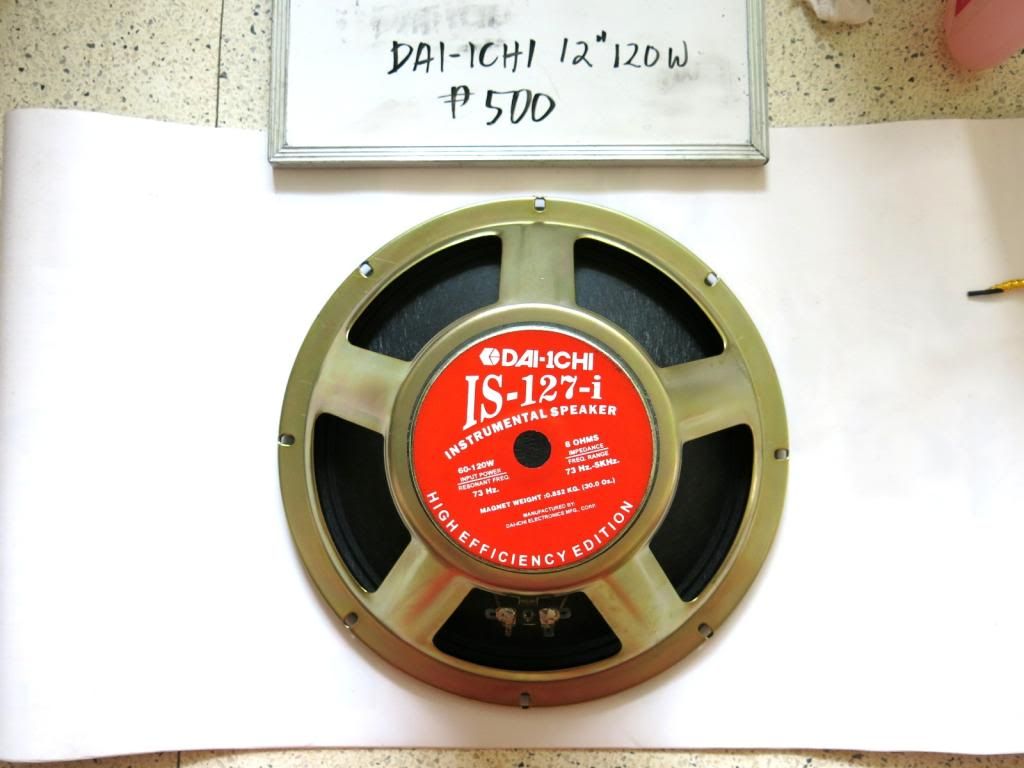 DAI-ICHI 12" 120W
₱500
DAI-ICHI
IS-127-i
INSTRUMENTAL SPEAKER
60-120W
INPUT POWER
RESONANT FREQ.
73 Hz.
8 OHMS
IMPEDANCE
FREQ. RANGE
73 Hz.-5KHz.
MAGNET WEIGHT :0.852 KG. (30.0 Oz.)
MANUFACTURED BY:
DAI-ICHI ELECTRONICS MFG., CORP.
HIGH EFFICIENCY EDITION